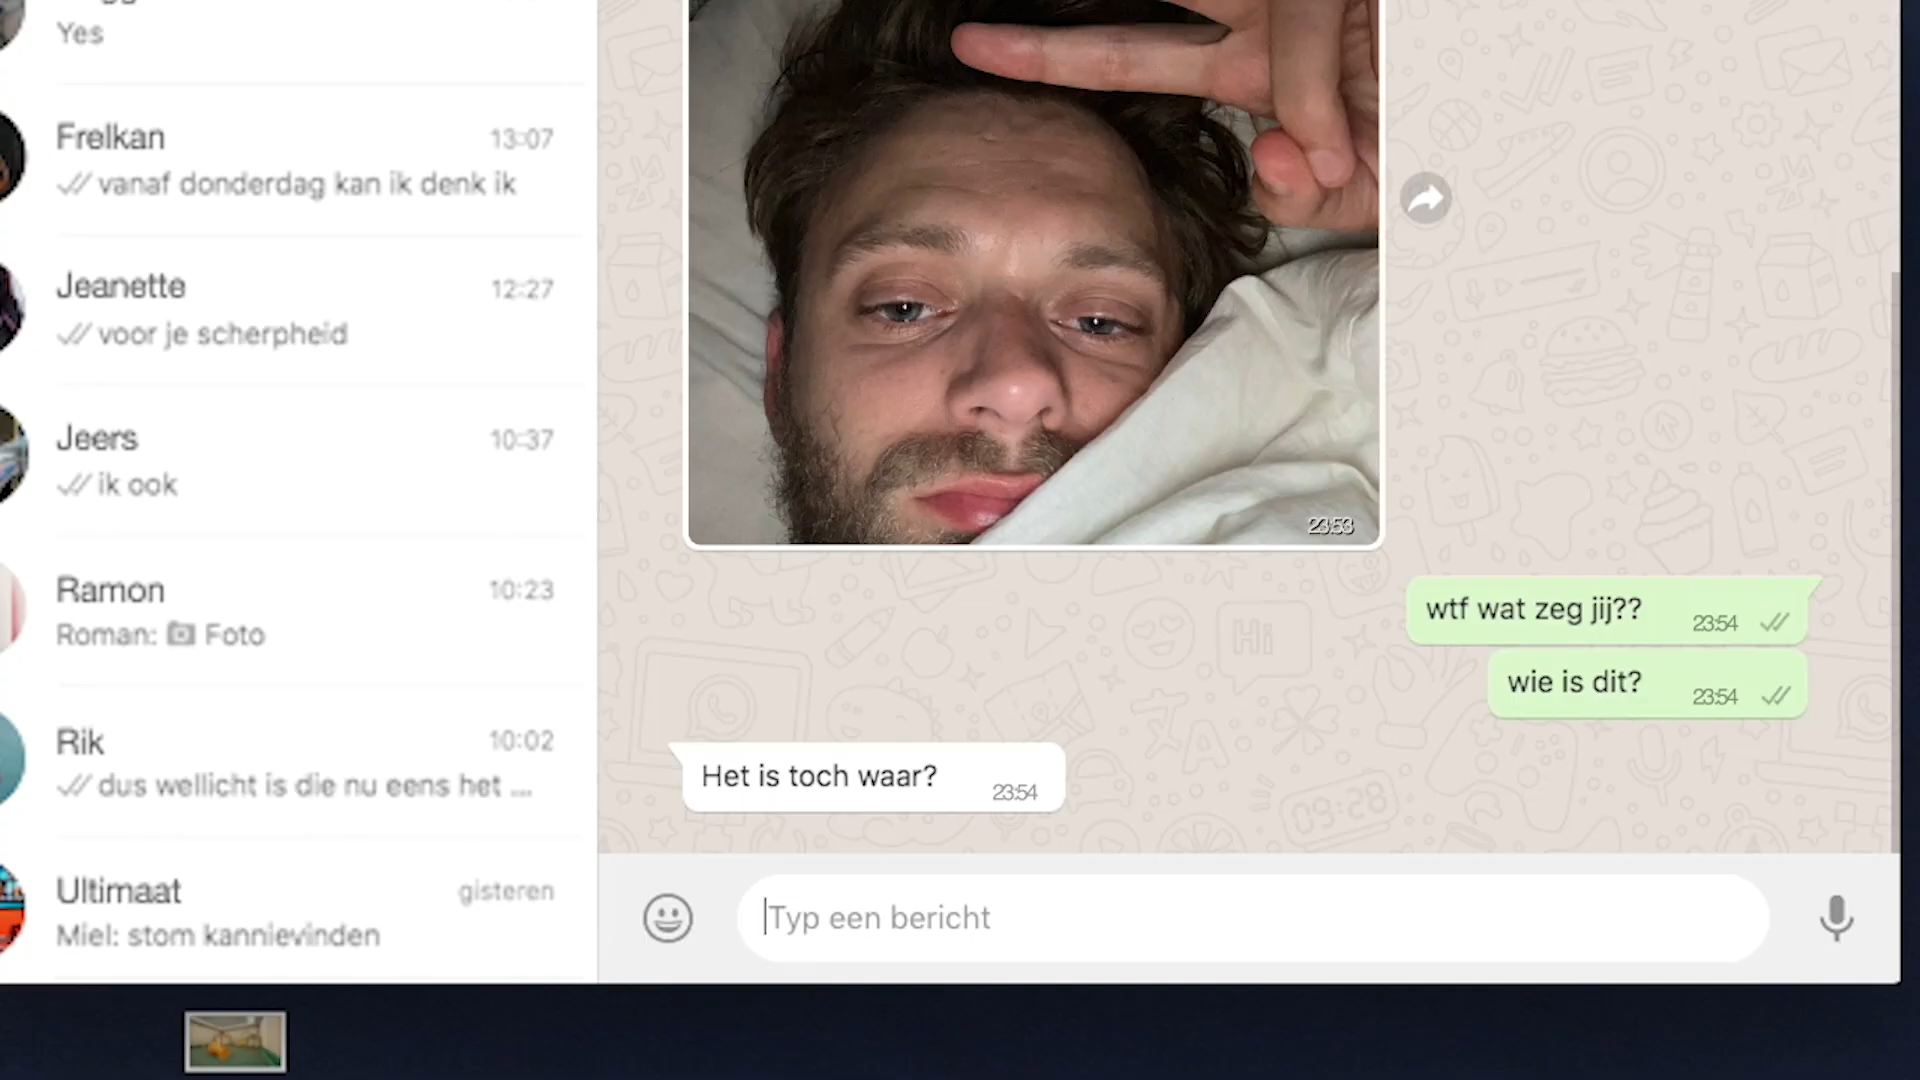 Yes
Frelkan 13:07
vanaf donderdag kan ik denk ik
Jeanette 12:27
voor je scherpheid
Jeers 10:37
ik ook
Ramon 10:23
Roman: Foto
Rik 10:02
dus wellicht is die nu eens het ...
Ultimaat gisteren
Miel: stom kannievinden
23:53
wtf wat zeg jij?? 23:54
wie is dit? 23:54
Het is toch waar? 23:54
Typ een bericht